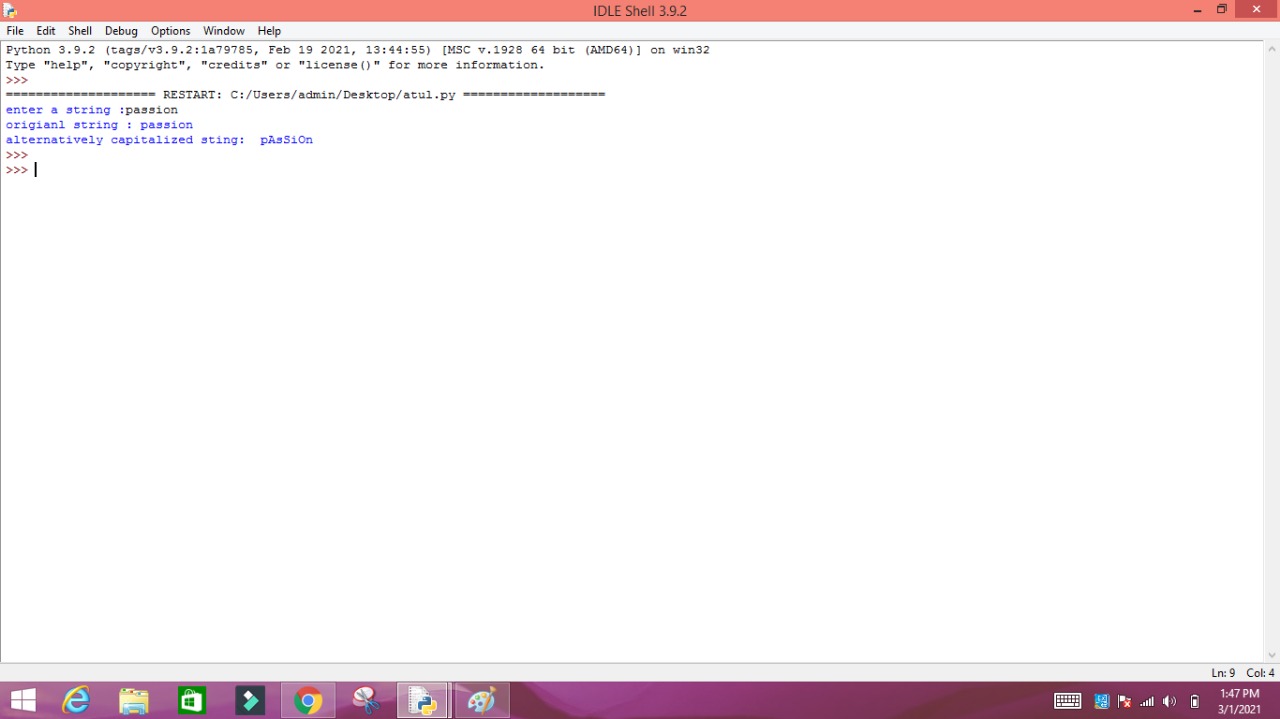 IDLE Shell 3.9.2
File Edit Shell Debug Options Window Help
Python 3.9.2 (tags/v3.9.2:1a79785, Feb 19 2021, 13:44:55) [MSC v.1928 64 bit (AMD64)] on win32
Type "help", "copyright", "credits" or "license()" for more information.
>>>
==================== RESTART: C:/Users/admin/Desktop/atul.py ===================
enter a string :passion
origianl string : passion
alternatively capitalized sting:  pAsSiOn
>>>
>>>
Ln: 9 Col: 4
1:47 PM
3/1/2021